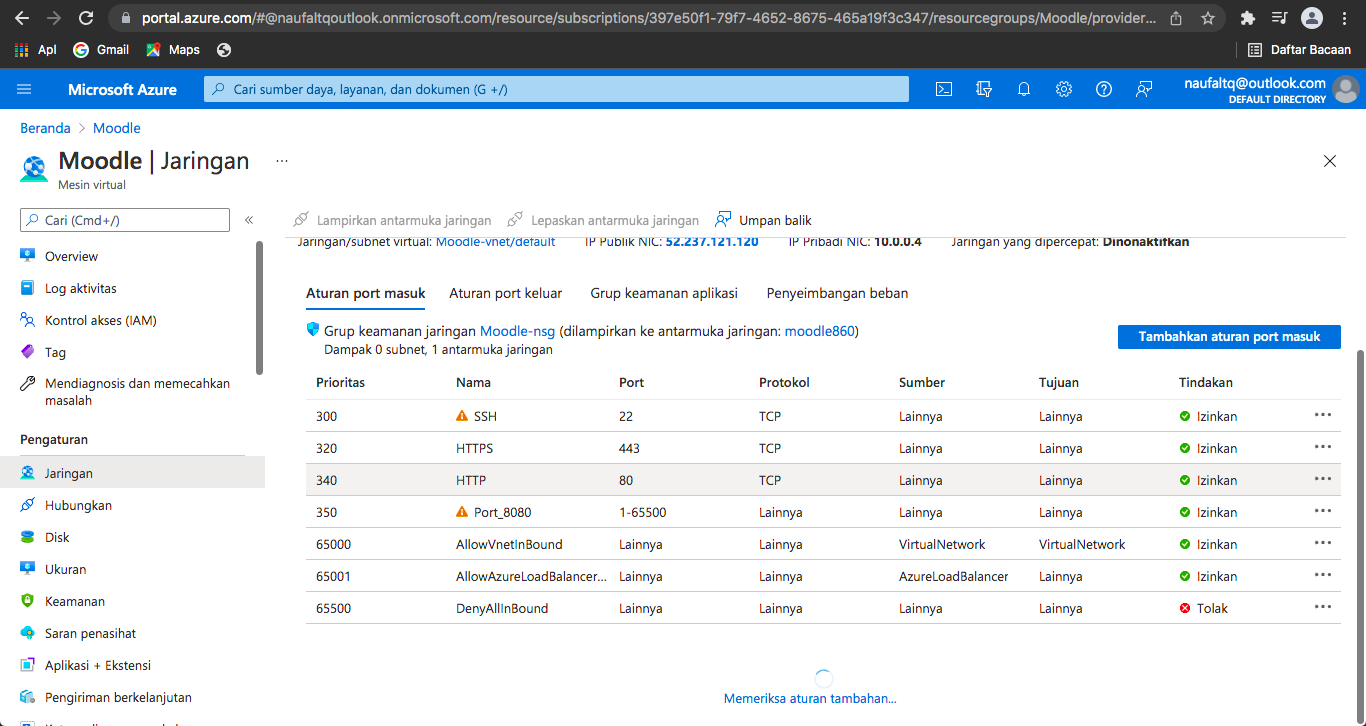 portal.azure.com/#@naufaltqoutlook.onmicrosoft.com/resource/subscriptions/397e50f1-79f7-4652-8675-465a19f3c347/resourcegroups/Moodle/provider...
Apl Gmail Maps Daftar Bacaan
Microsoft Azure Cari sumber daya, layanan, dan dokumen (G +/) naufaltq@outlook.com
DEFAULT DIRECTORY
Beranda > Moodle
Moodle | Jaringan ...
Mesin virtual
Cari (Cmd+/) «
Overview
Log aktivitas
Kontrol akses (IAM)
Tag
Mendiagnosis dan memecahkan
masalah
Pengaturan
Jaringan
Hubungkan
Disk
Ukuran
Keamanan
Saran penasihat
Aplikasi + Ekstensi
Pengiriman berkelanjutan
Lampirkan antarmuka jaringan Lepaskan antarmuka jaringan Umpan balik
Jaringan/subnet virtual: Moodle-vnet/default IP Publik NIC: 52.237.121.120 IP Pribadi NIC: 10.0.0.4 Jaringan yang dipercepat: Dinonaktifkan
Aturan port masuk Aturan port keluar Grup keamanan aplikasi Penyeimbangan beban
Grup keamanan jaringan Moodle-nsg (dilampirkan ke antarmuka jaringan: moodle860)
Dampak 0 subnet, 1 antarmuka jaringan
Tambahkan aturan port masuk
Prioritas Nama Port Protokol Sumber Tujuan Tindakan
300 SSH 22 TCP Lainnya Lainnya Izinkan ...
320 HTTPS 443 TCP Lainnya Lainnya Izinkan ...
340 HTTP 80 TCP Lainnya Lainnya Izinkan ...
350 Port_8080 1-65500 Lainnya Lainnya Lainnya Izinkan ...
65000 AllowVnetInBound Lainnya Lainnya VirtualNetwork VirtualNetwork Izinkan ...
65001 AllowAzureLoadBalancer... Lainnya Lainnya AzureLoadBalancer Lainnya Izinkan ...
65500 DenyAllInBound Lainnya Lainnya Lainnya Lainnya Tolak ...
Memeriksa aturan tambahan...